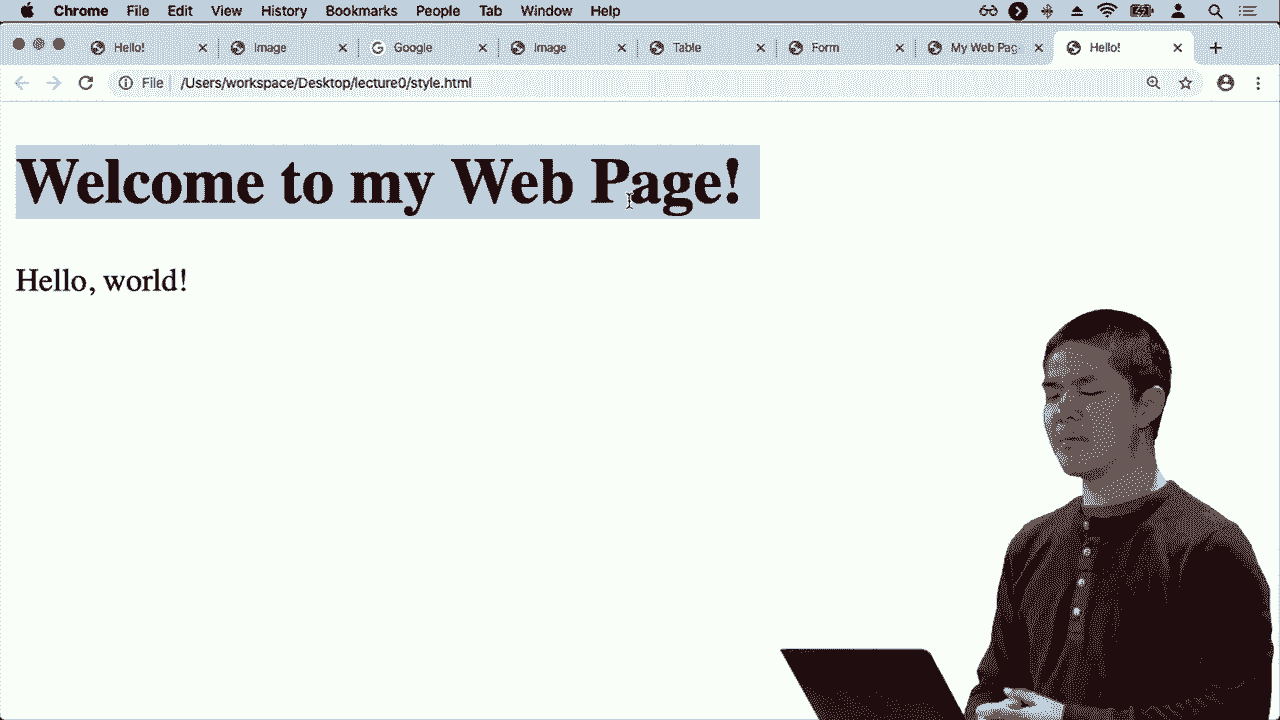 Chrome File Edit View History Bookmarks People Tab Window Help
Hello! Image Google Image Table Form My Web Pag Hello!
File /Users/workspace/Desktop/lecture0/style.html
Welcome to my Web Page!
Hello, world!